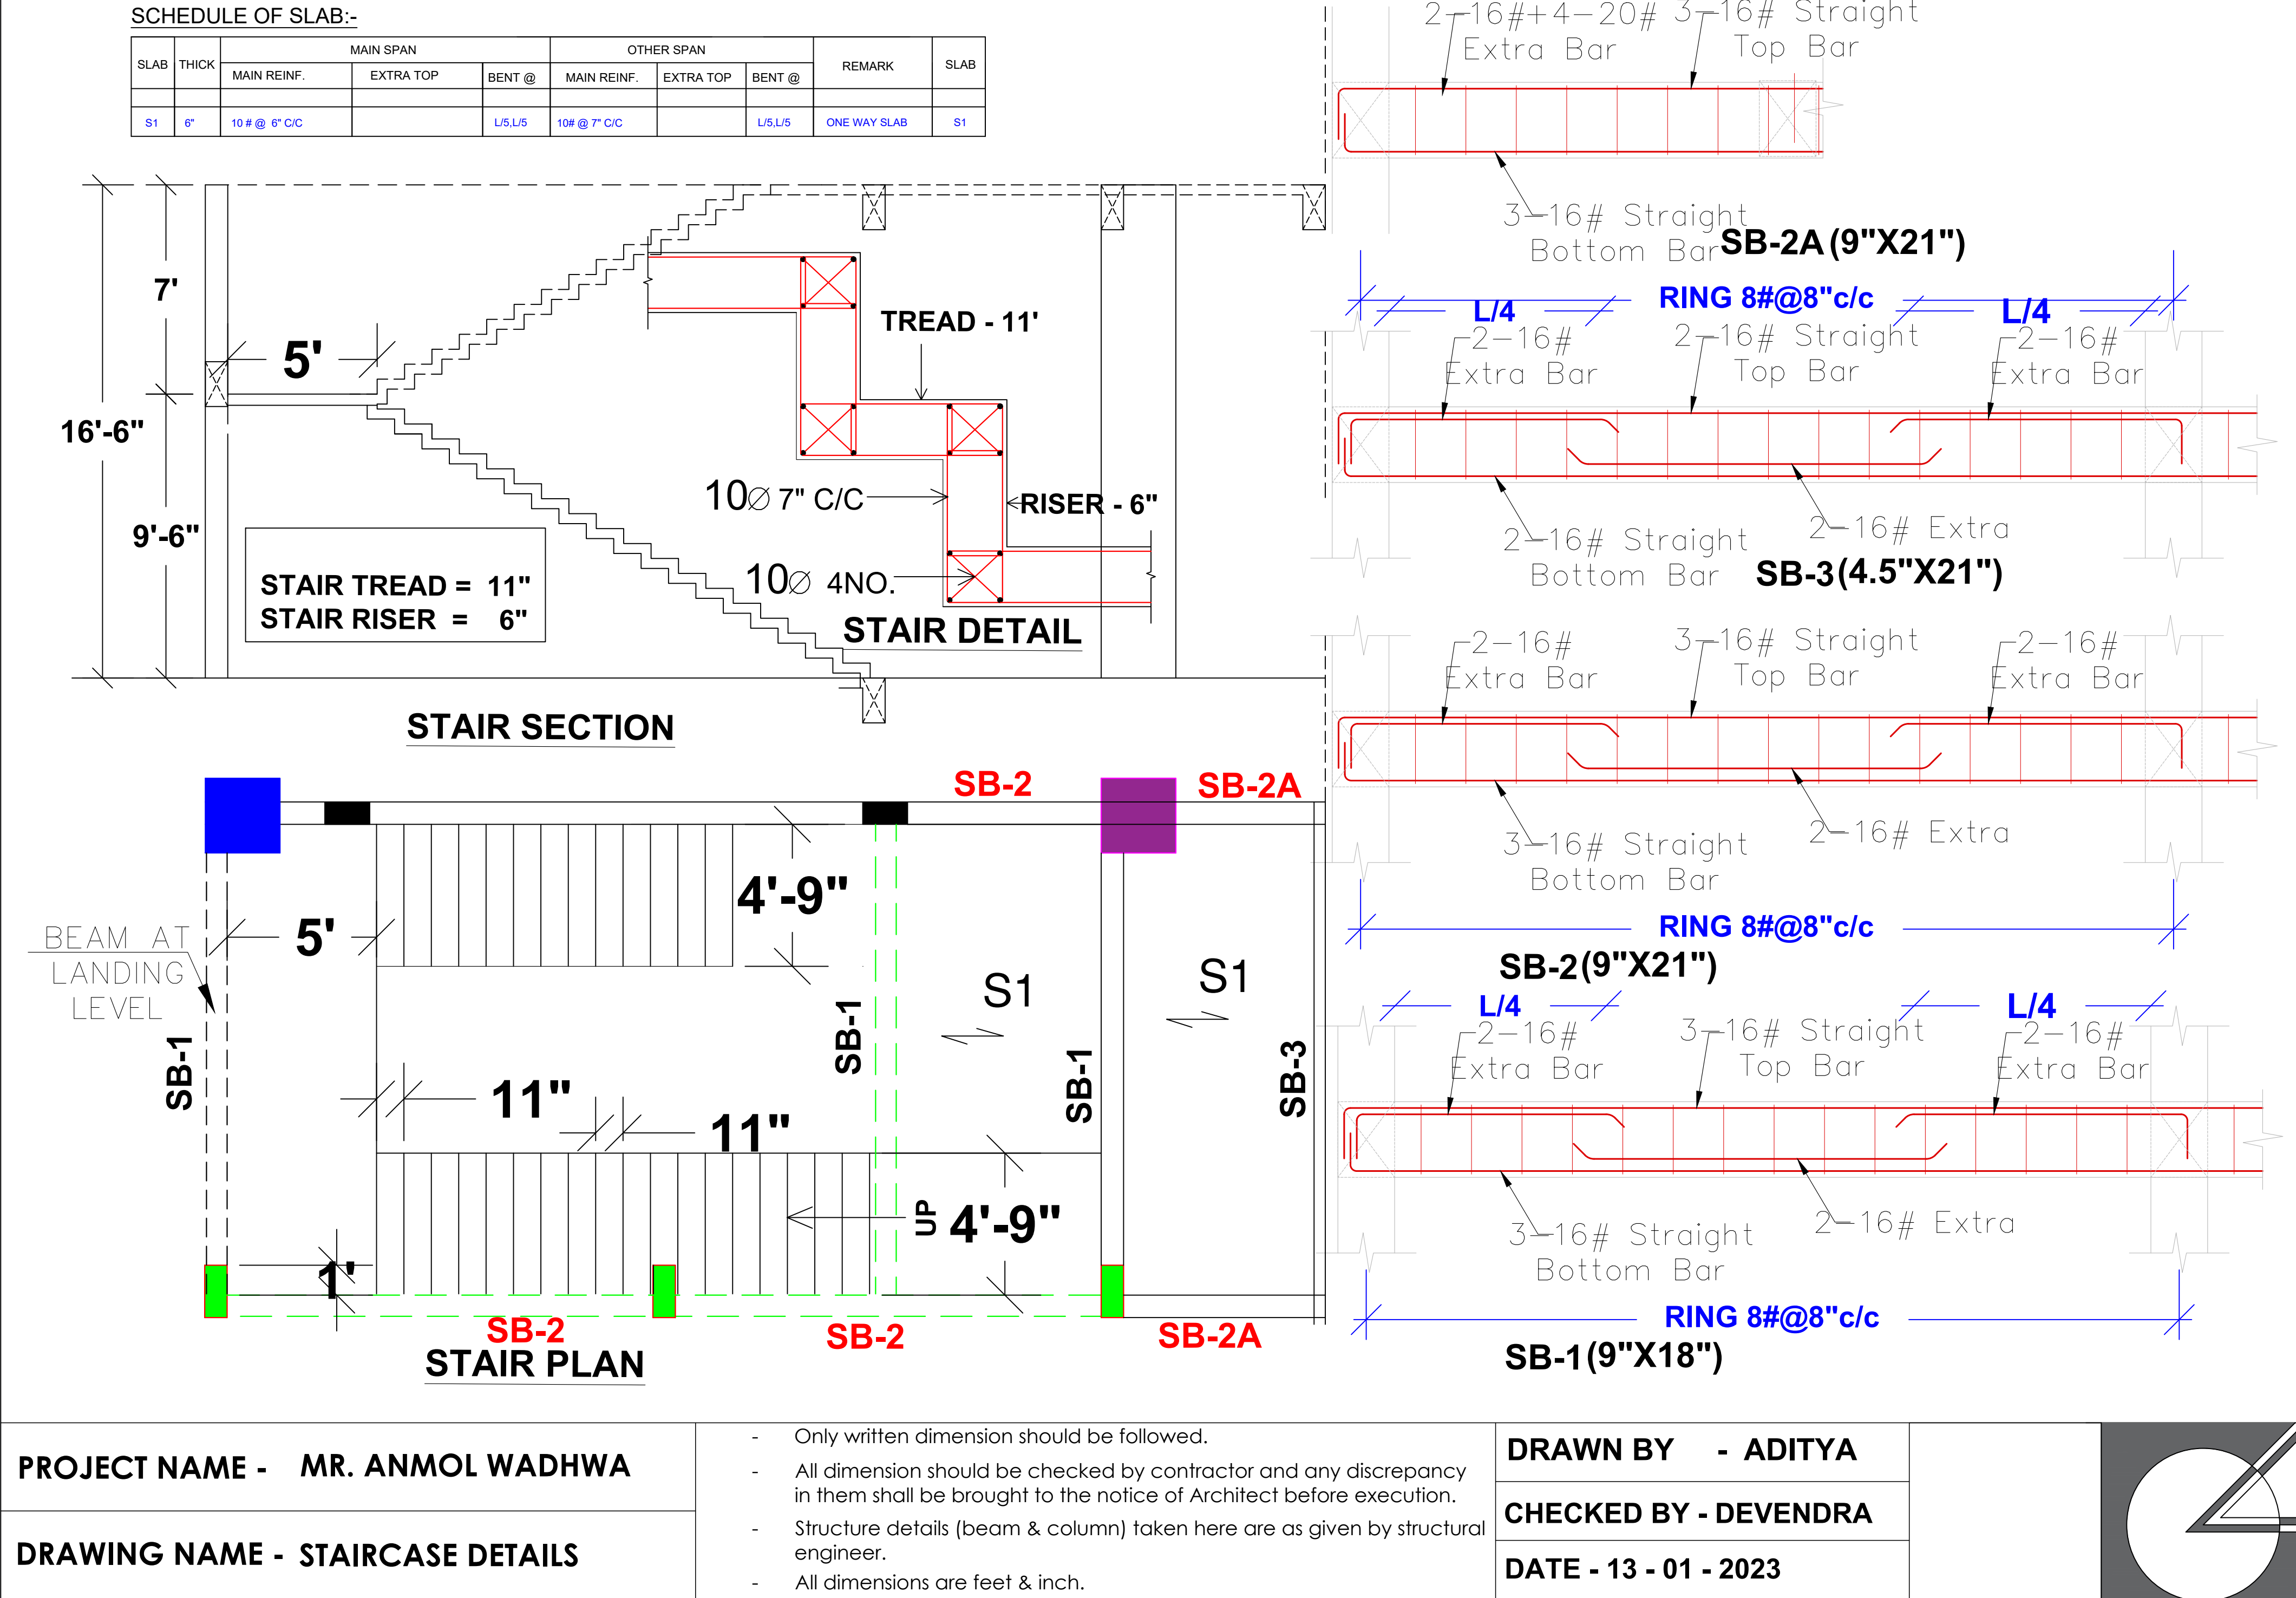 SCHEDULE OF SLAB:-
SLAB THICK MAIN SPAN OTHER SPAN REMARK SLAB
MAIN REINF. EXTRA TOP BENT @ MAIN REINF. EXTRA TOP BENT @
S1 6" 10 # @ 6" C/C L/5,L/5 10# @ 7" C/C L/5,L/5 ONE WAY SLAB S1
7'
5'
16'-6"
9'-6"
TREAD - 11'
10∅ 7" C/C
RISER - 6"
10∅ 4NO.
STAIR DETAIL
STAIR TREAD = 11"
STAIR RISER = 6"
STAIR SECTION
SB-2
SB-2A
4'-9"
5'
BEAM AT
LANDING
LEVEL
S1
S1
SB-1
SB-1
SB-1
SB-3
11"
11"
UP
4'-9"
1'
SB-2
SB-2
SB-2A
STAIR PLAN
2-16#+4-20#
Extra Bar
3-16# Straight
Top Bar
3-16# Straight
Bottom Bar
SB-2A (9"X21")
RING 8#@8"c/c
L/4
L/4
2-16#
Extra Bar
2-16# Straight
Top Bar
2-16#
Extra Bar
2-16# Straight
Bottom Bar
2-16# Extra
SB-3 (4.5"X21")
2-16#
Extra Bar
3-16# Straight
Top Bar
2-16#
Extra Bar
3-16# Straight
Bottom Bar
2-16# Extra
RING 8#@8"c/c
SB-2 (9"X21")
L/4
L/4
2-16#
Extra Bar
3-16# Straight
Top Bar
2-16#
Extra Bar
3-16# Straight
Bottom Bar
2-16# Extra
RING 8#@8"c/c
SB-1 (9"X18")
PROJECT NAME - MR. ANMOL WADHWA
DRAWING NAME - STAIRCASE DETAILS
- Only written dimension should be followed.
- All dimension should be checked by contractor and any discrepancy
in them shall be brought to the notice of Architect before execution.
- Structure details (beam & column) taken here are as given by structural
engineer.
- All dimensions are feet & inch.
DRAWN BY - ADITYA
CHECKED BY - DEVENDRA
DATE - 13 - 01 - 2023